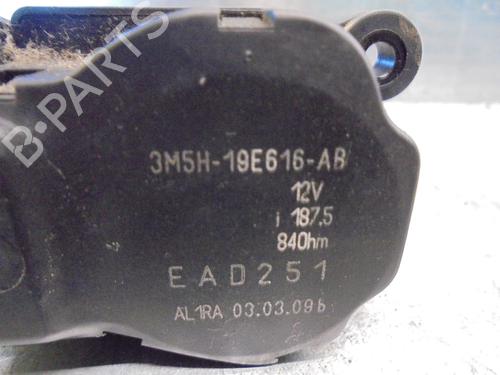 B-PARTS
3M5H-19E616-AB
12V
i 187.5
84Ohm
EAD251
AL1RA 03.03.09b